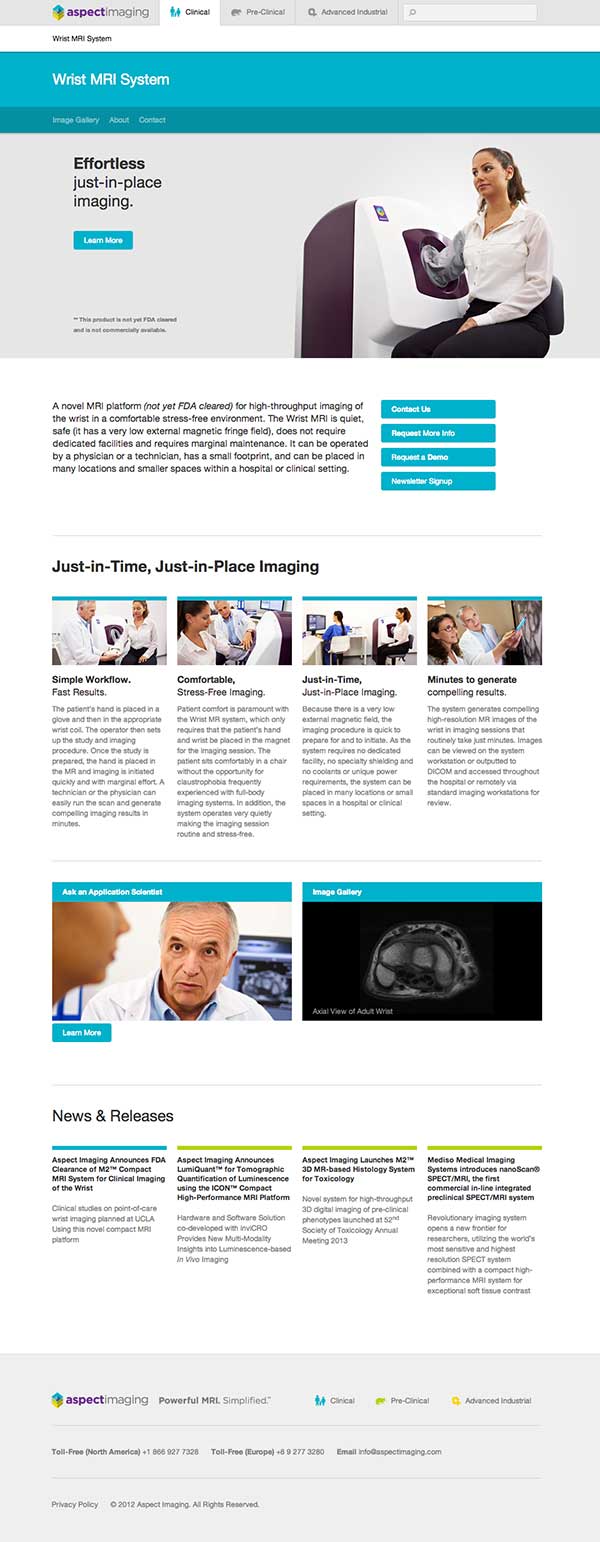 aspectimaging
Clinical
Pre-Clinical
Advanced Industrial
Wrist MRI System
Wrist MRI System
Image Gallery
About
Contact
Effortless
just-in-place
imaging.
Learn More
** This product is not yet FDA cleared
and is not commercially available.
A novel MRI platform (not yet FDA cleared) for high-throughput imaging of
the wrist in a comfortable stress-free environment. The Wrist MRI is quiet,
safe (it has a very low external magnetic fringe field), does not require
dedicated facilities and requires marginal maintenance. It can be operated
by a physician or a technician, has a small footprint, and can be placed in
many locations and smaller spaces within a hospital or clinical setting.
Contact Us
Request More Info
Request a Demo
Newsletter Signup
Just-in-Time, Just-in-Place Imaging
Simple Workflow.
Fast Results.
The patient's hand is placed in a
glove and then in the appropriate
wrist coil. The operator then sets
up the study and imaging
procedure. Once the study is
prepared, the hand is placed in
the MR and imaging is initiated
quickly and with marginal effort. A
technician or the physician can
easily run the scan and generate
compelling imaging results in
minutes.
Comfortable,
Stress-Free Imaging.
Patient comfort is paramount with
the Wrist MR system, which only
requires that the patient's hand
and wrist be placed in the magnet
for the imaging session. The
patient sits comfortably in a chair
without the opportunity for
claustrophobia frequently
experienced with full-body
imaging systems. In addition, the
system operates very quietly
making the imaging session
routine and stress-free.
Just-in-Time,
Just-in-Place Imaging.
Because there is a very low
external magnetic field, the
imaging procedure is quick to
prepare for and to initiate. As the
system requires no dedicated
facility, no specialty shielding and
no coolants or unique power
requirements, the system can be
placed in many locations or small
spaces in a hospital or clinical
setting.
Minutes to generate
compelling results.
The system generates compelling
high-resolution MR images of the
wrist in imaging sessions that
routinely take just minutes. Images
can be viewed on the system
workstation or outputted to
DICOM and accessed throughout
the hospital or remotely via
standard imaging workstations for
review.
Ask an Application Scientist
Learn More
Image Gallery
Axial View of Adult Wrist
News & Releases
Aspect Imaging Announces FDA
Clearance of M2™ Compact
MRI System for Clinical Imaging
of the Wrist
Clinical studies on point-of-care
wrist imaging planned at UCLA
Using this novel compact MRI
platform
Aspect Imaging Announces
LumiQuant™ for Tomographic
Quantification of Luminescence
using the ICON™ Compact
High-Performance MRI Platform
Hardware and Software Solution
co-developed with inviCRO
Provides New Multi-Modality
Insights into Luminescence-based
In Vivo Imaging
Aspect Imaging Launches M2™
3D MR-based Histology System
for Toxicology
Novel system for high-throughput
3D digital imaging of pre-clinical
phenotypes launched at 52nd
Society of Toxicology Annual
Meeting 2013
Mediso Medical Imaging
Systems introduces nanoScan®
SPECT/MRI, the first
commercial in-line integrated
preclinical SPECT/MRI system
Revolutionary imaging system
opens a new frontier for
researchers, utilizing the world's
most sensitive and highest
resolution SPECT system
combined with a compact high-
performance MRI system for
exceptional soft tissue contrast
aspectimaging
Powerful MRI. Simplified.™
Clinical
Pre-Clinical
Advanced Industrial
Toll-Free (North America) +1 866 927 7328
Toll-Free (Europe) +8 9 277 3280
Email info@aspectimaging.com
Privacy Policy
© 2012 Aspect Imaging. All Rights Reserved.